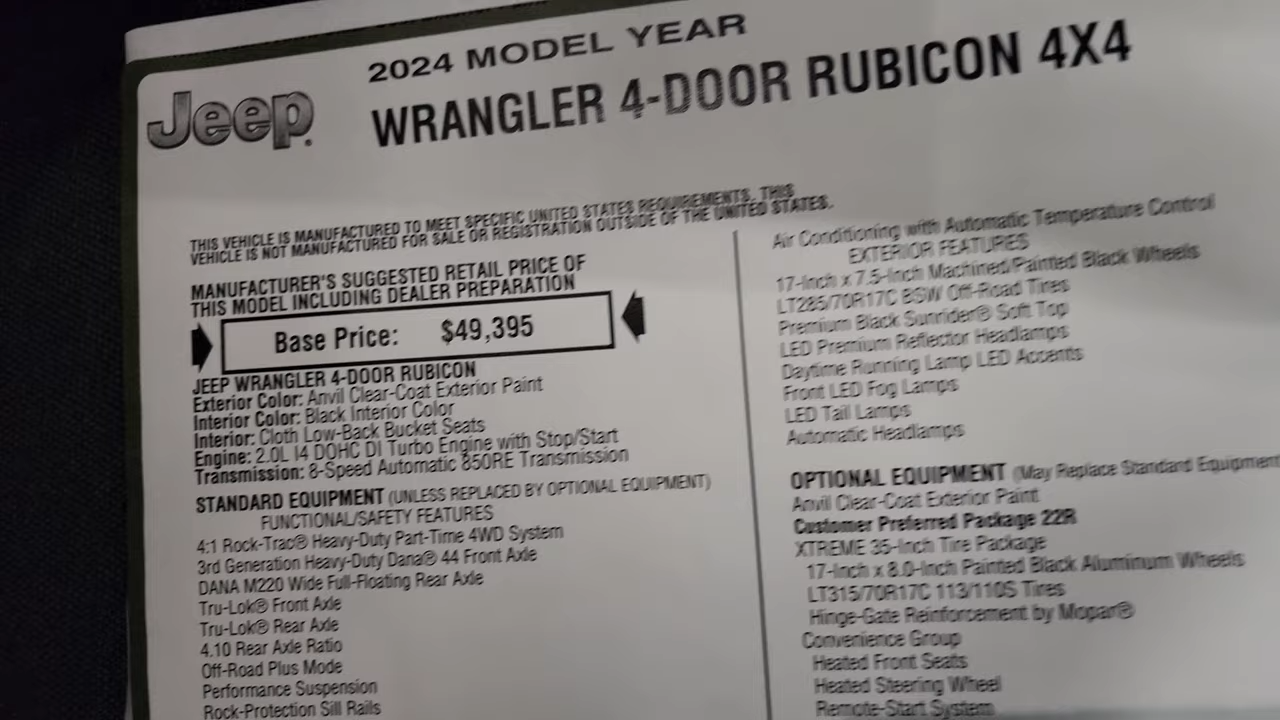 Jeep®
2024 MODEL YEAR
WRANGLER 4-DOOR RUBICON 4X4
THIS VEHICLE IS MANUFACTURED TO MEET SPECIFIC UNITED STATES REQUIREMENTS. THIS
VEHICLE IS NOT MANUFACTURED FOR SALE OR REGISTRATION OUTSIDE OF THE UNITED STATES.
MANUFACTURER'S SUGGESTED RETAIL PRICE OF
THIS MODEL INCLUDING DEALER PREPARATION
Base Price: $49,395
JEEP WRANGLER 4-DOOR RUBICON
Exterior Color: Anvil Clear-Coat Exterior Paint
Interior Color: Black Interior Color
Interior: Cloth Low-Back Bucket Seats
Engine: 2.0L I4 DOHC DI Turbo Engine with Stop/Start
Transmission: 8-Speed Automatic 850RE Transmission
STANDARD EQUIPMENT (UNLESS REPLACED BY OPTIONAL EQUIPMENT)
FUNCTIONAL/SAFETY FEATURES
4:1 Rock-Trac® Heavy-Duty Part-Time 4WD System
3rd Generation Heavy-Duty Dana® 44 Front Axle
DANA M220 Wide Full-Floating Rear Axle
Tru-Lok® Front Axle
Tru-Lok® Rear Axle
4.10 Rear Axle Ratio
Off-Road Plus Mode
Performance Suspension
Rock-Protection Sill Rails
Air Conditioning with Automatic Temperature Control
EXTERIOR FEATURES
17-Inch x 7.5-Inch Machined/Painted Black Wheels
LT285/70R17C BSW Off-Road Tires
Premium Black Sunrider® Soft Top
LED Premium Reflector Headlamps
Daytime Running Lamp LED Accents
Front LED Fog Lamps
LED Tail Lamps
Automatic Headlamps
OPTIONAL EQUIPMENT (May Replace Standard Equipment
Anvil Clear-Coat Exterior Paint
Customer Preferred Package 22R
XTREME 35-Inch Tire Package
17-Inch x 8.0-Inch Painted Black Aluminum Wheels
LT315/70R17C 113/110S Tires
Hinge-Gate Reinforcement by Mopar®
Convenience Group
Heated Front Seats
Heated Steering Wheel
Remote-Start System